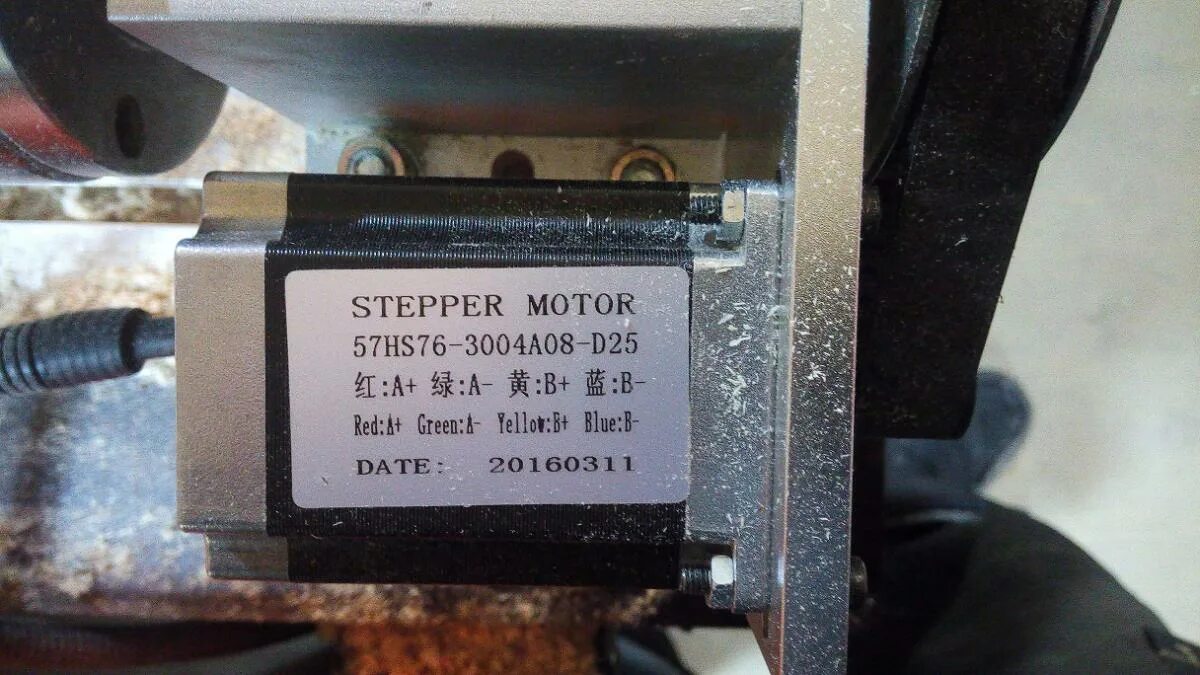 STEPPER MOTOR
57HS76-3004A08-D25
红:A+ 绿:A- 黄:B+ 蓝:B-
Red:A+ Green:A- Yellow:B+ Blue:B-
DATE: 20160311